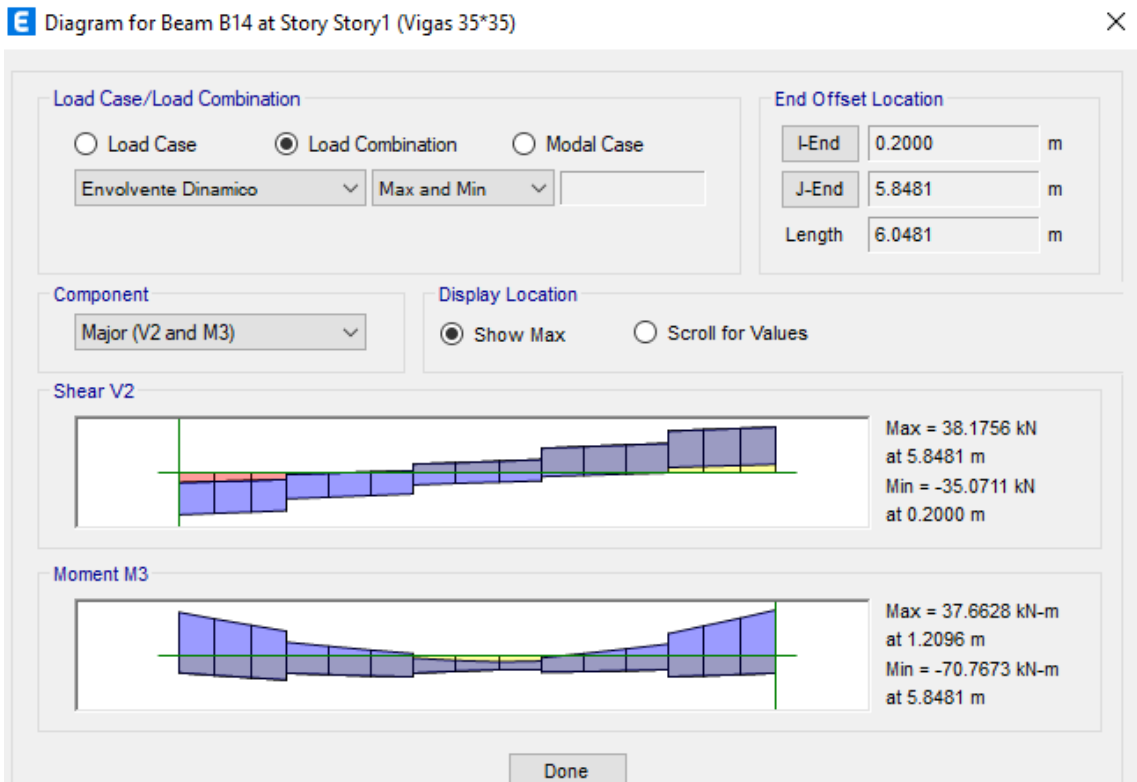 E Diagram for Beam B14 at Story Story1 (Vigas 35*35)
Load Case/Load Combination
Load Case Load Combination Modal Case
Envolvente Dinamico Max and Min
End Offset Location
I-End 0.2000 m
J-End 5.8481 m
Length 6.0481 m
Component
Major (V2 and M3)
Display Location
Show Max Scroll for Values
Shear V2
Max = 38.1756 kN
at 5.8481 m
Min = -35.0711 kN
at 0.2000 m
Moment M3
Max = 37.6628 kN-m
at 1.2096 m
Min = -70.7673 kN-m
at 5.8481 m
Done